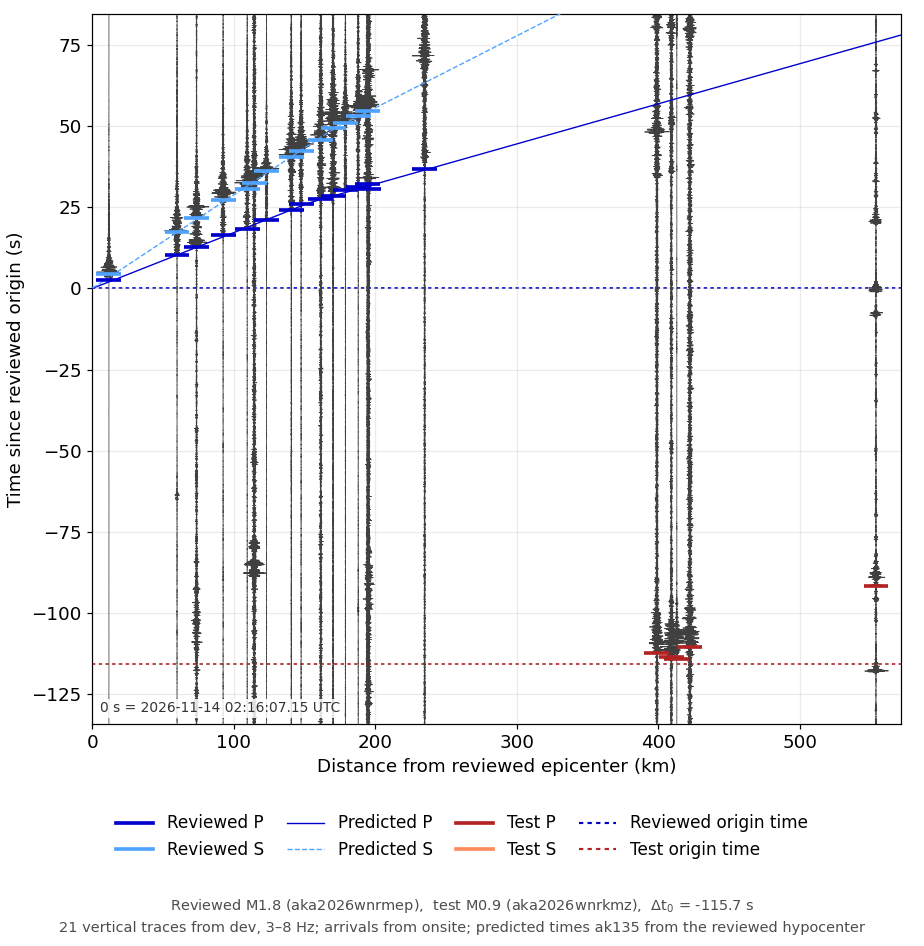 75
50
25
0
−25
−50
−75
−100
−125
Time since reviewed origin (s)
0 s = 2026-11-14 02:16:07.15 UTC
0 100 200 300 400 500
Distance from reviewed epicenter (km)
Reviewed P Predicted P Test P Reviewed origin time
Reviewed S Predicted S Test S Test origin time
Reviewed M1.8 (aka2026wnrmep), test M0.9 (aka2026wnrkmz), Δt₀ = -115.7 s
21 vertical traces from dev, 3–8 Hz; arrivals from onsite; predicted times ak135 from the reviewed hypocenter